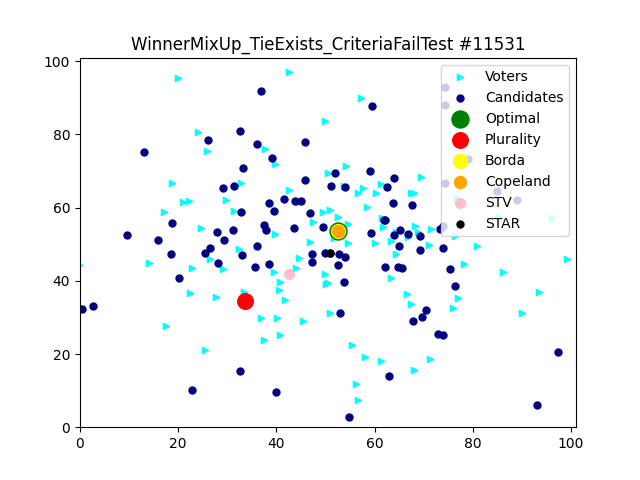 WinnerMixUp_TieExists_CriteriaFailTest #11531
100
80
60
40
20
0
0 20 40 60 80 100
Voters
Candidates
Optimal
Plurality
Borda
Copeland
STV
STAR